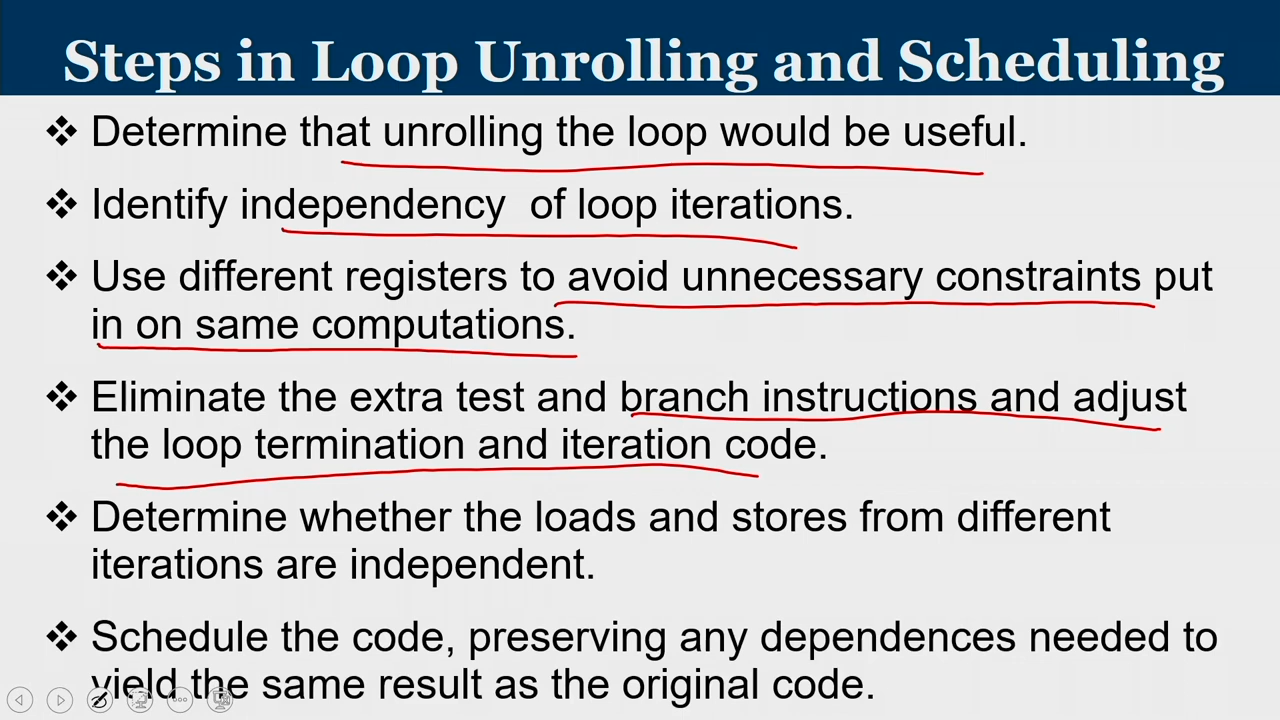 Steps in Loop Unrolling and Scheduling
❖ Determine that unrolling the loop would be useful.
❖ Identify independency of loop iterations.
❖ Use different registers to avoid unnecessary constraints put
in on same computations.
❖ Eliminate the extra test and branch instructions and adjust
the loop termination and iteration code.
❖ Determine whether the loads and stores from different
iterations are independent.
❖ Schedule the code, preserving any dependences needed to
yield the same result as the original code.